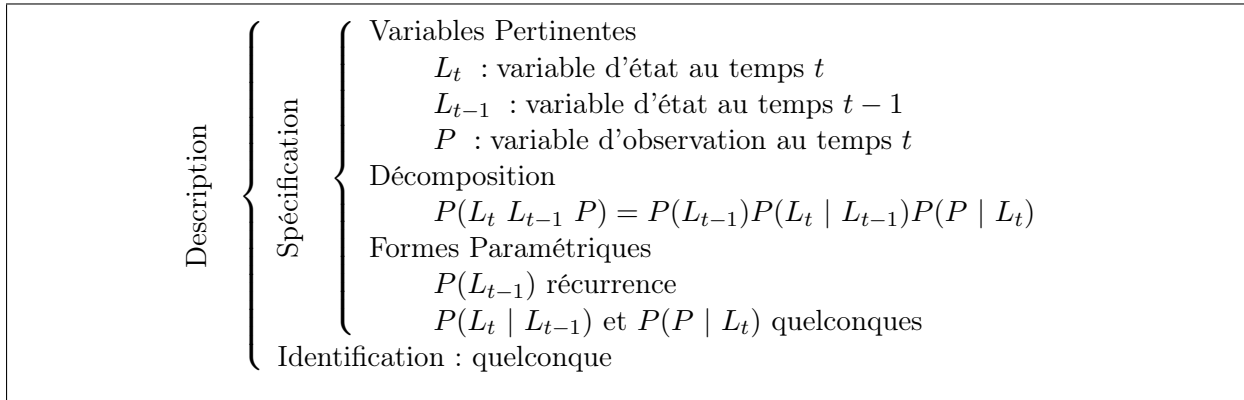 Description
Spécification
Variables Pertinentes
L_t : variable d'état au temps t
L_{t−1} : variable d'état au temps t − 1
P : variable d'observation au temps t
Décomposition
P(L_t L_{t−1} P) = P(L_{t−1})P(L_t | L_{t−1})P(P | L_t)
Formes Paramétriques
P(L_{t−1}) récurrence
P(L_t | L_{t−1}) et P(P | L_t) quelconques
Identification : quelconque